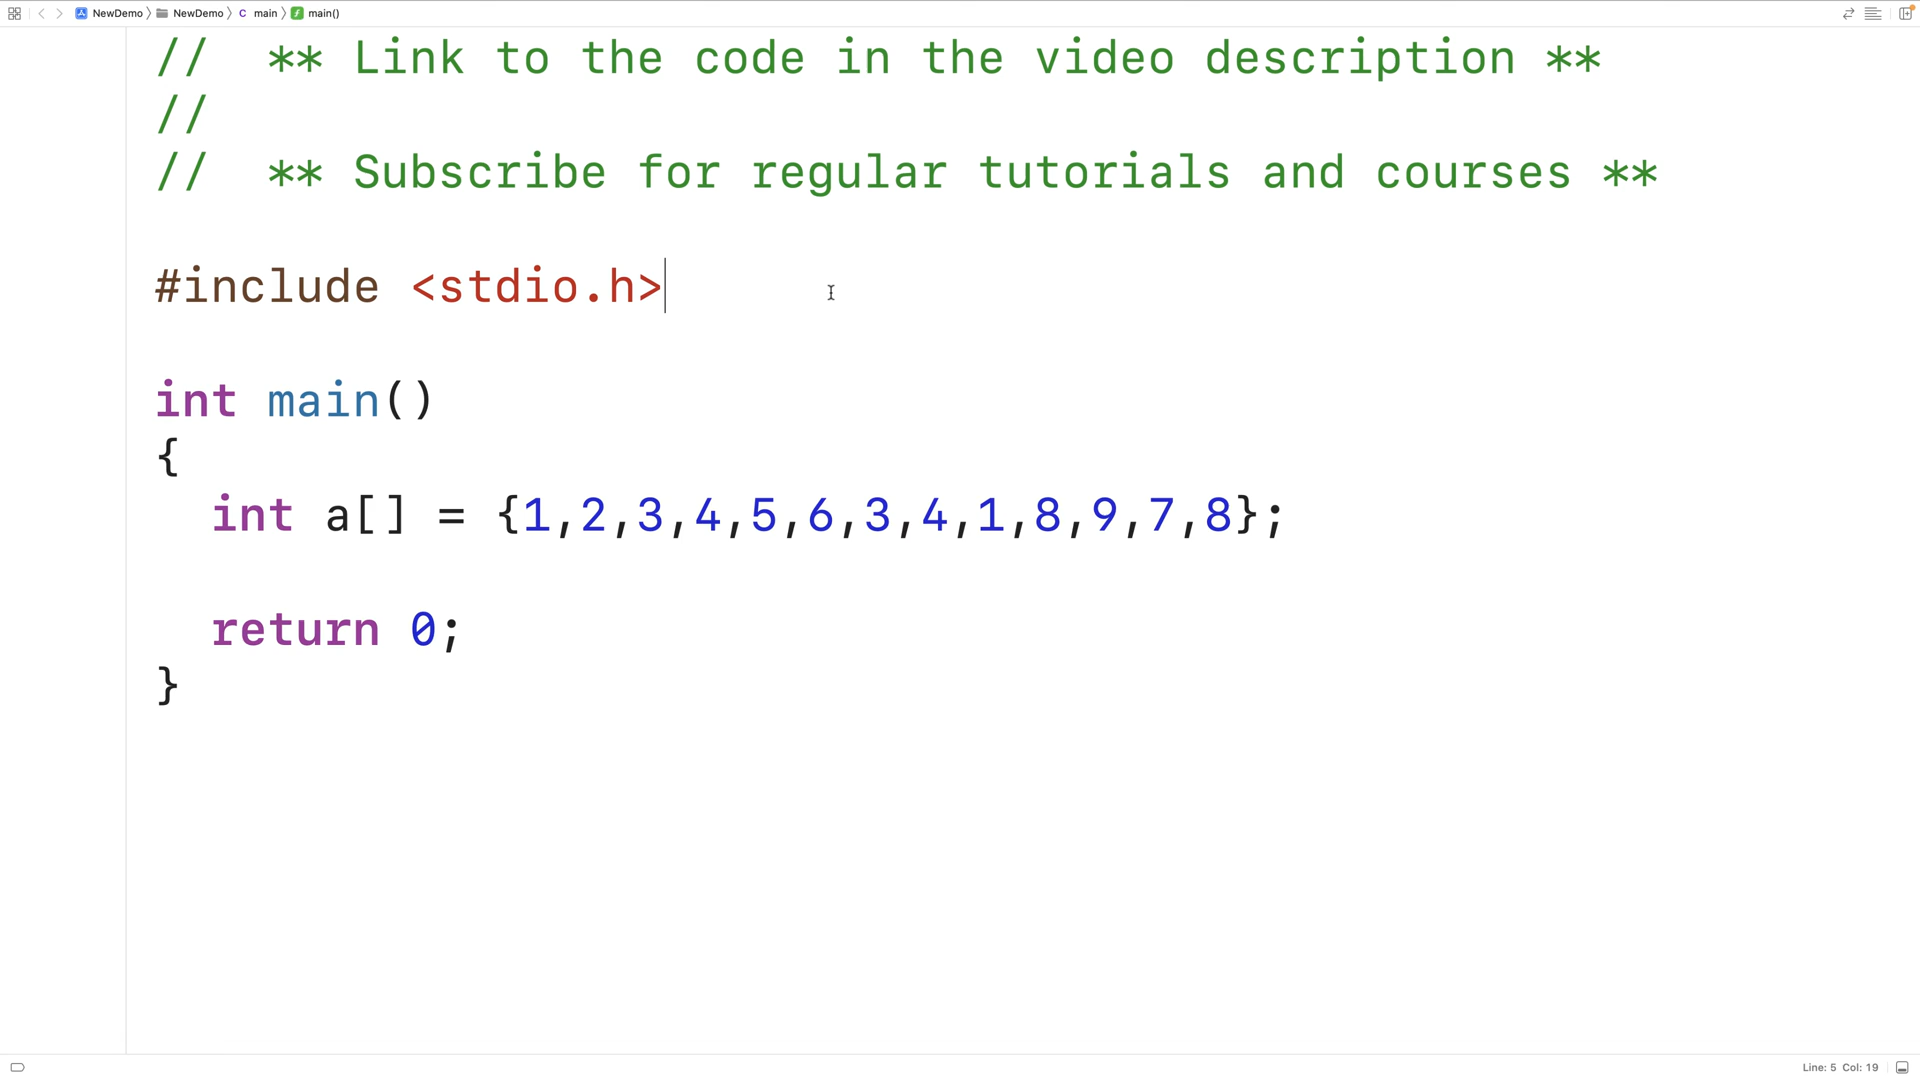 NewDemo NewDemo C main f main()
// ** Link to the code in the video description **
//
// ** Subscribe for regular tutorials and courses **
#include <stdio.h>
int main()
{
int a[] = {1,2,3,4,5,6,3,4,1,8,9,7,8};
return 0;
}
Line: 5 Col: 19